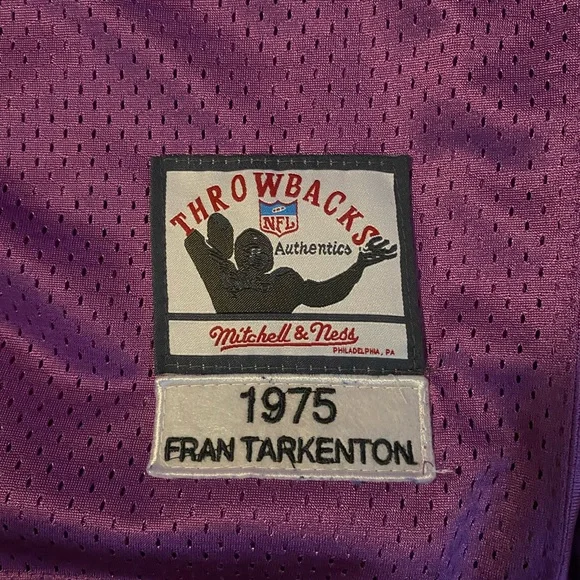 THROWBACKS
NFL
Authentics
Mitchell & Ness
PHILADELPHIA, PA
1975
FRAN TARKENTON